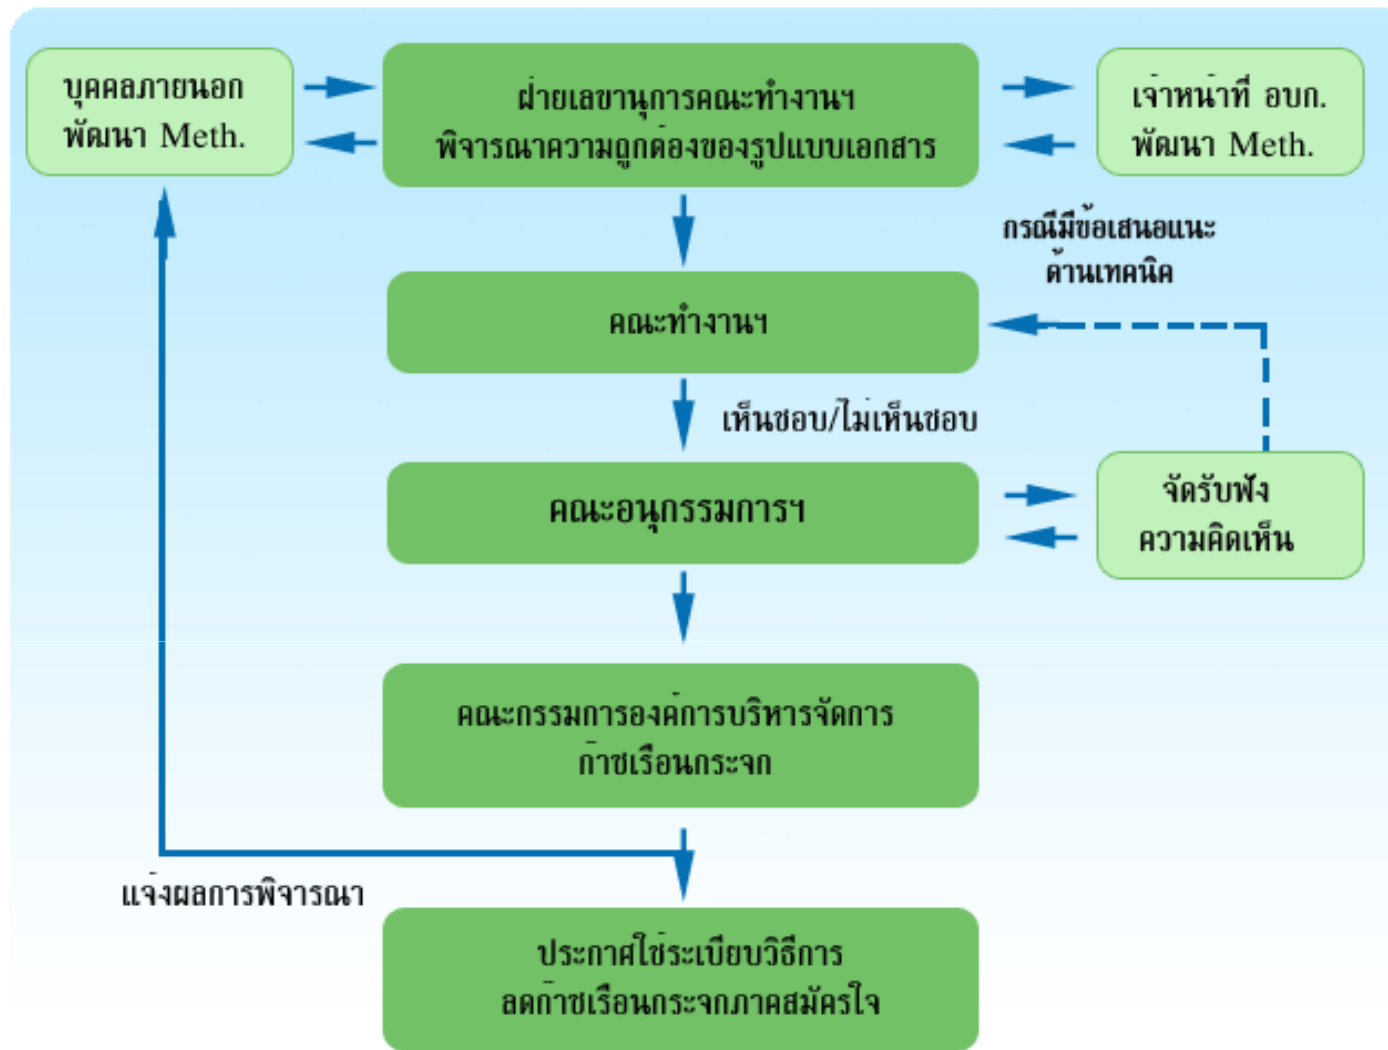 บุคคลภายนอก
พัฒนา Meth.
ฝ่ายเลขานุการคณะทำงานฯ
พิจารณาความถูกต้องของรูปแบบเอกสาร
เจ้าหน้าที่ อบก.
พัฒนา Meth.
กรณีมีข้อเสนอแนะ
ด้านเทคนิค
คณะทำงานฯ
เห็นชอบ/ไม่เห็นชอบ
คณะอนุกรรมการฯ
จัดรับฟัง
ความคิดเห็น
คณะกรรมการองค์การบริหารจัดการ
ก๊าซเรือนกระจก
แจ้งผลการพิจารณา
ประกาศใช้ระเบียบวิธีการ
ลดก๊าซเรือนกระจกภาคสมัครใจ